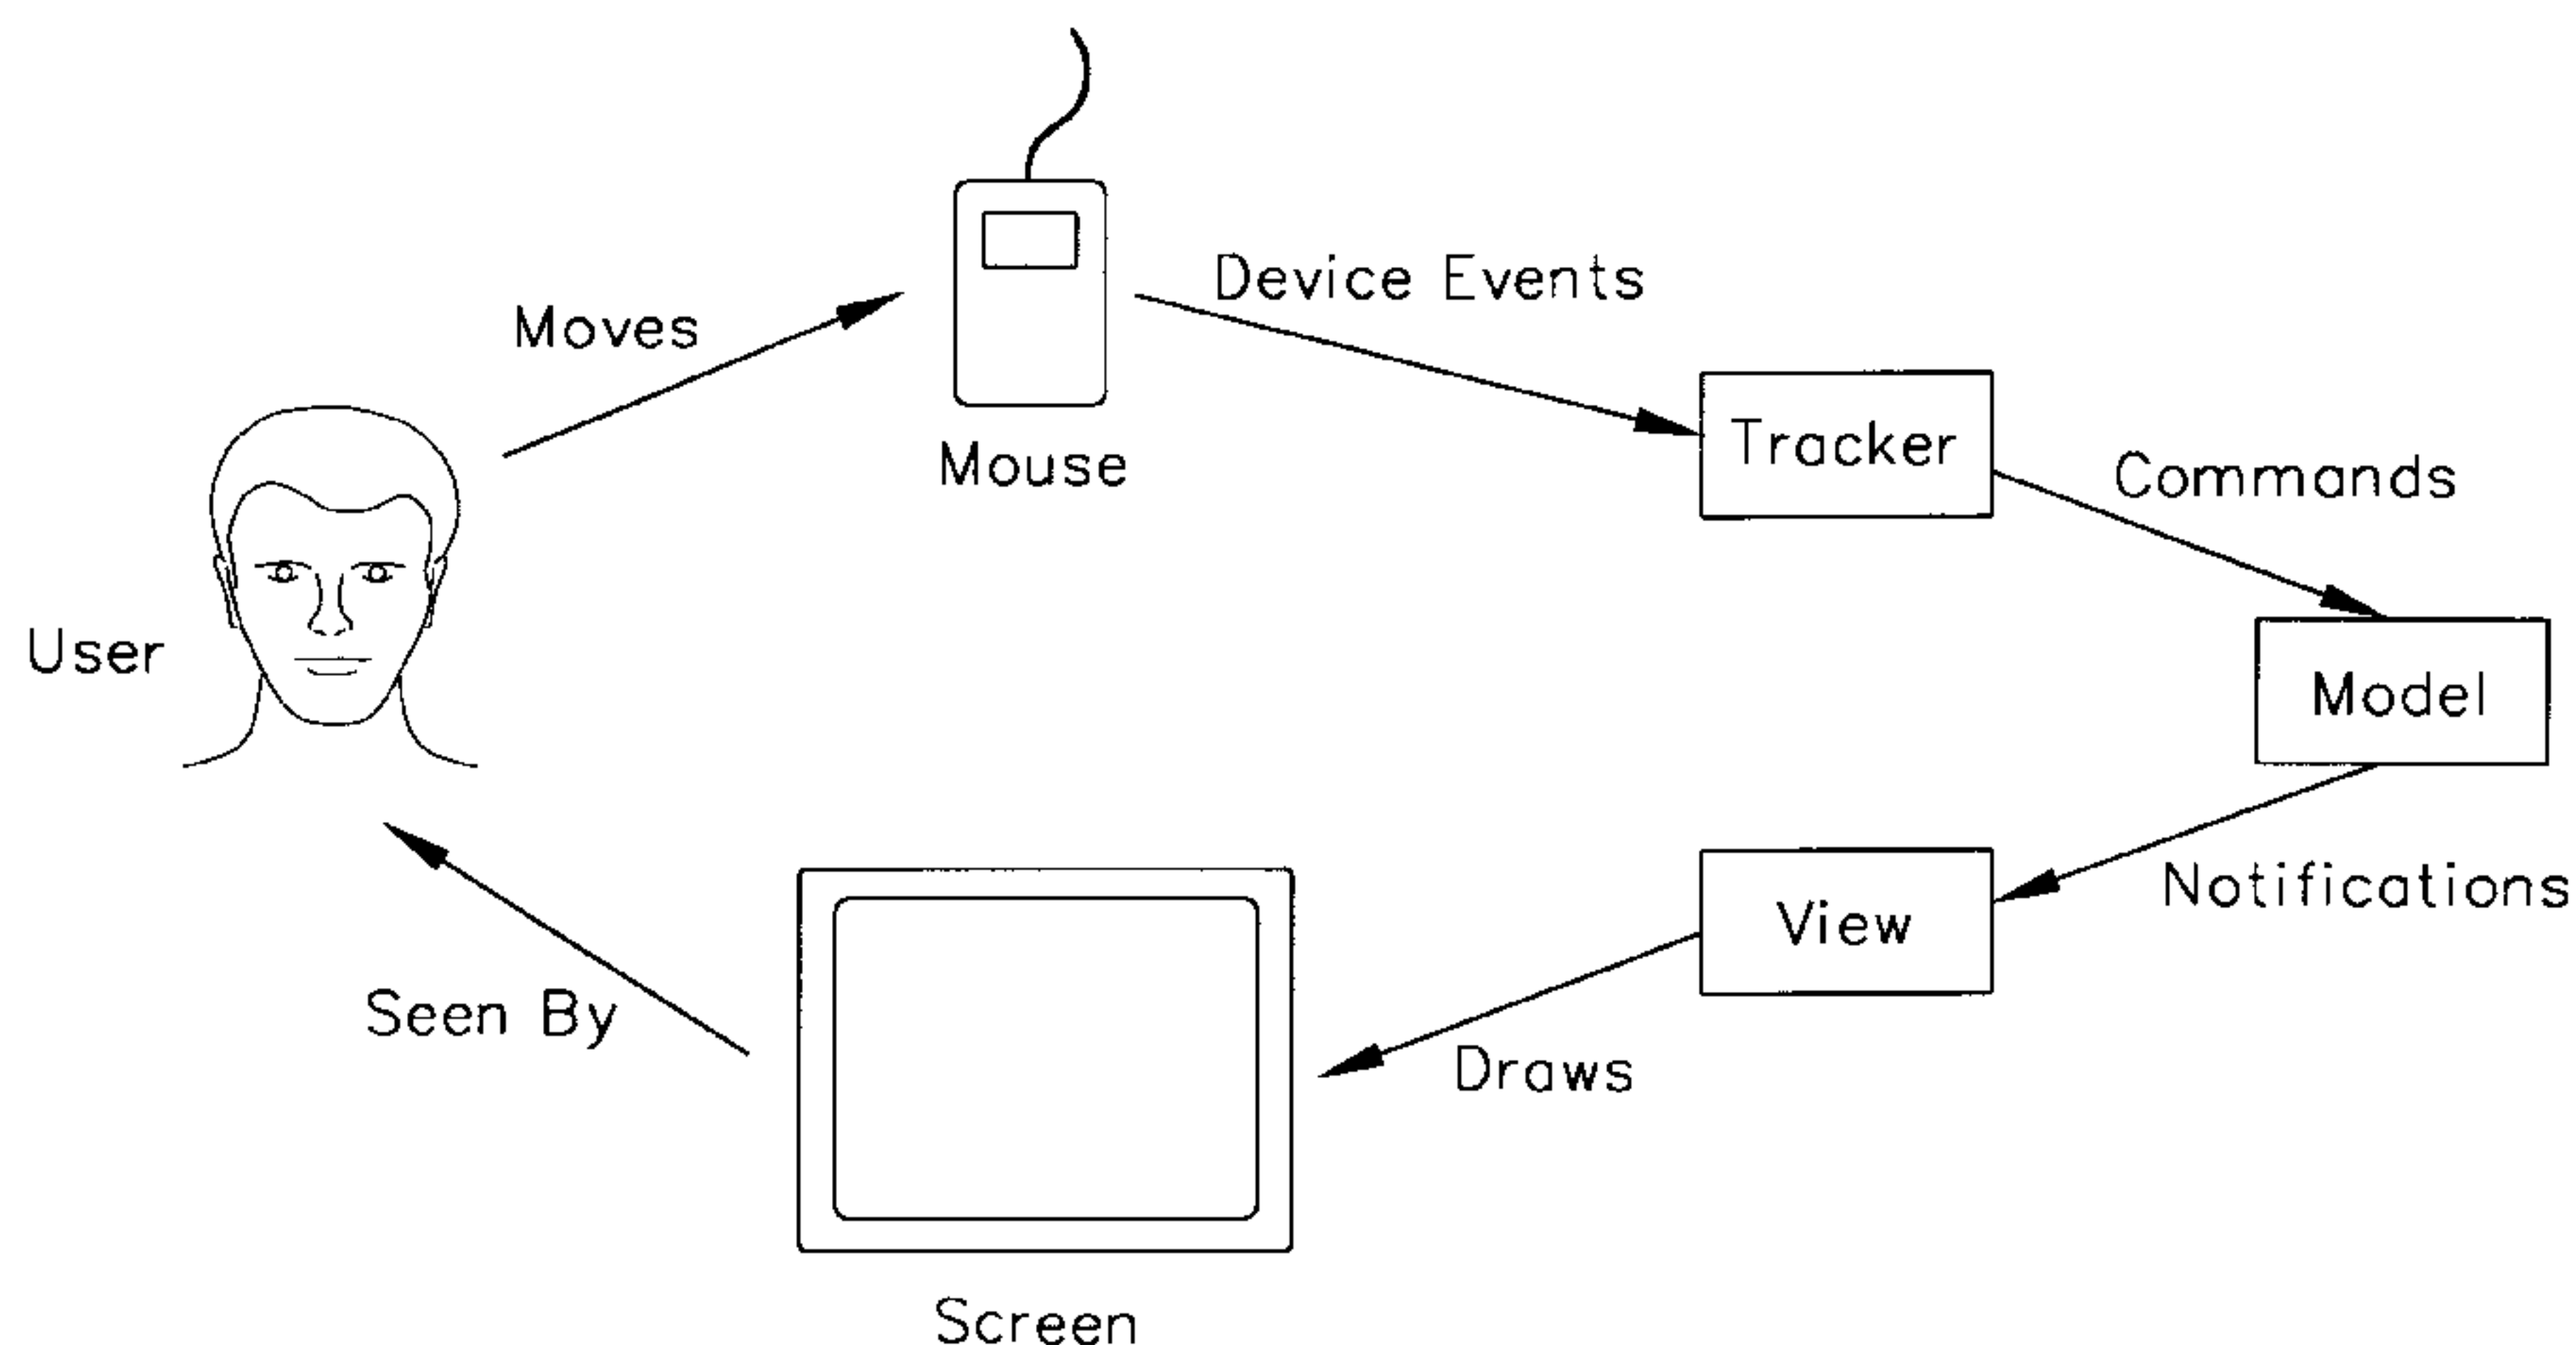 Moves
Device Events
Mouse
Tracker
Commands
User
Model
Notifications
View
Seen By
Draws
Screen